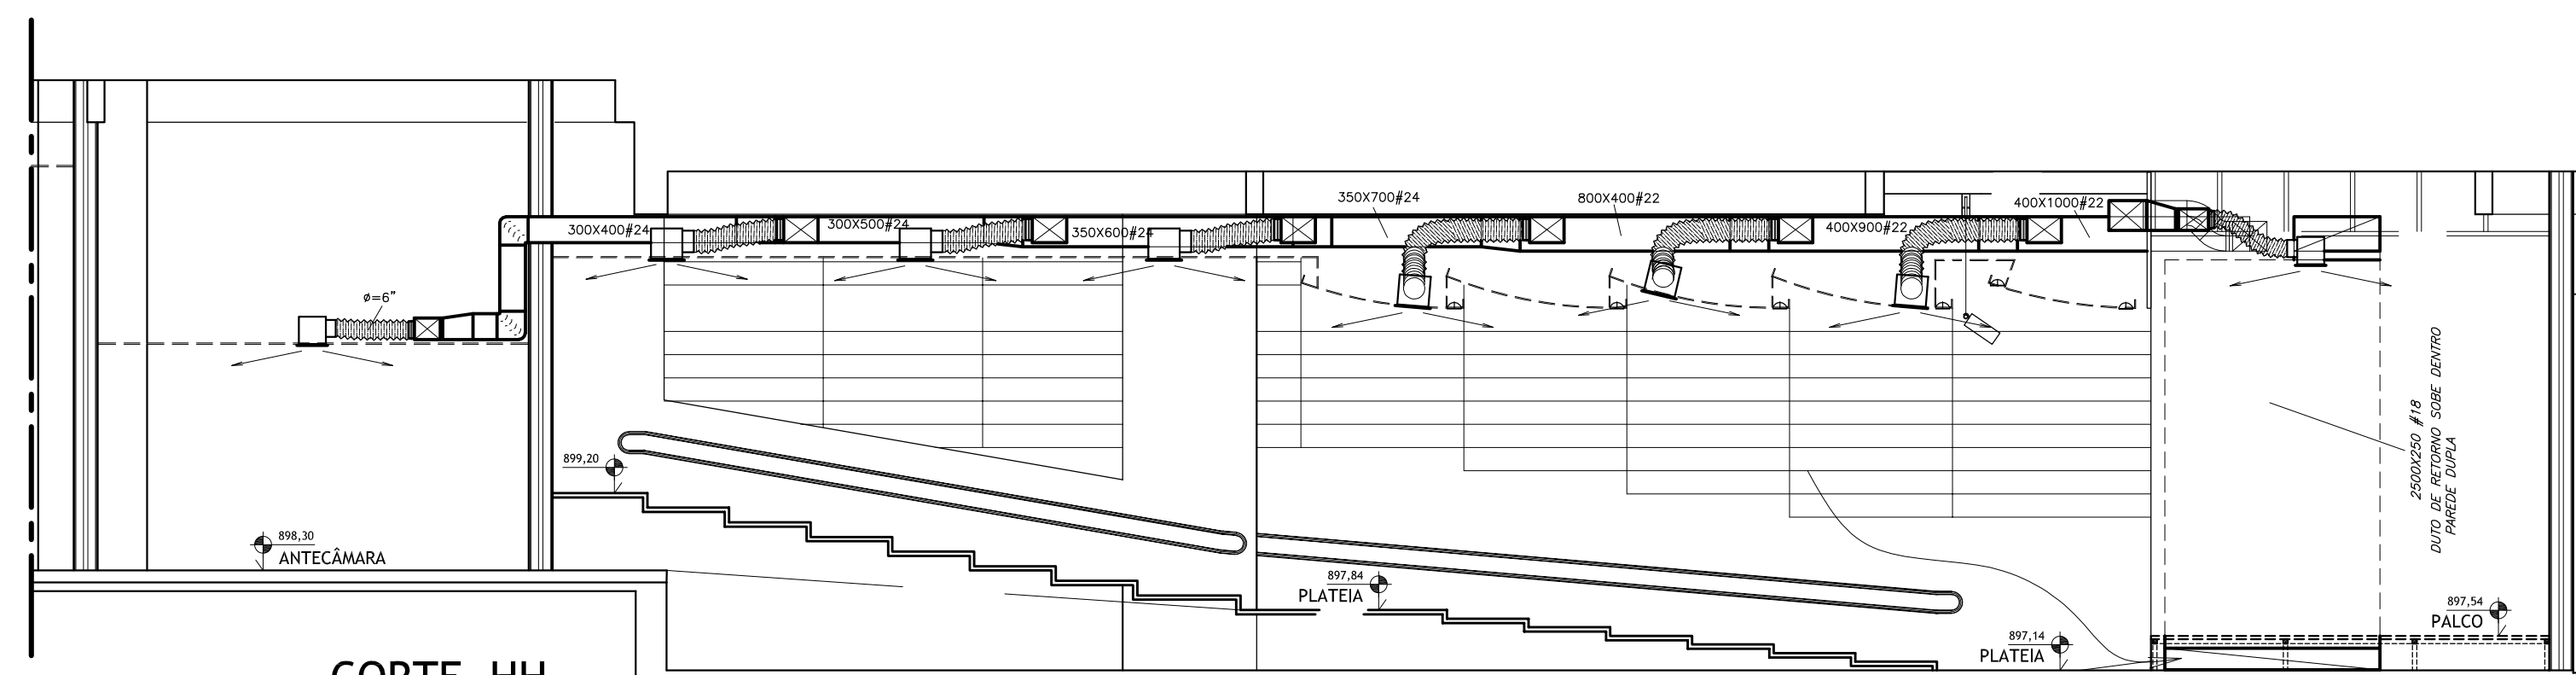 350X700#24
800X400#22
400X1000#22
300X400#24
300X500#24
350X600#24
400X900#22
ø=6"
2500X250 #18
DUTO DE RETORNO SOBE DENTRO
PAREDE DUPLA
899,20
898,30
ANTECÂMARA
897,84
PLATEIA
897,54
PALCO
897,14
PLATEIA
CORTE HH